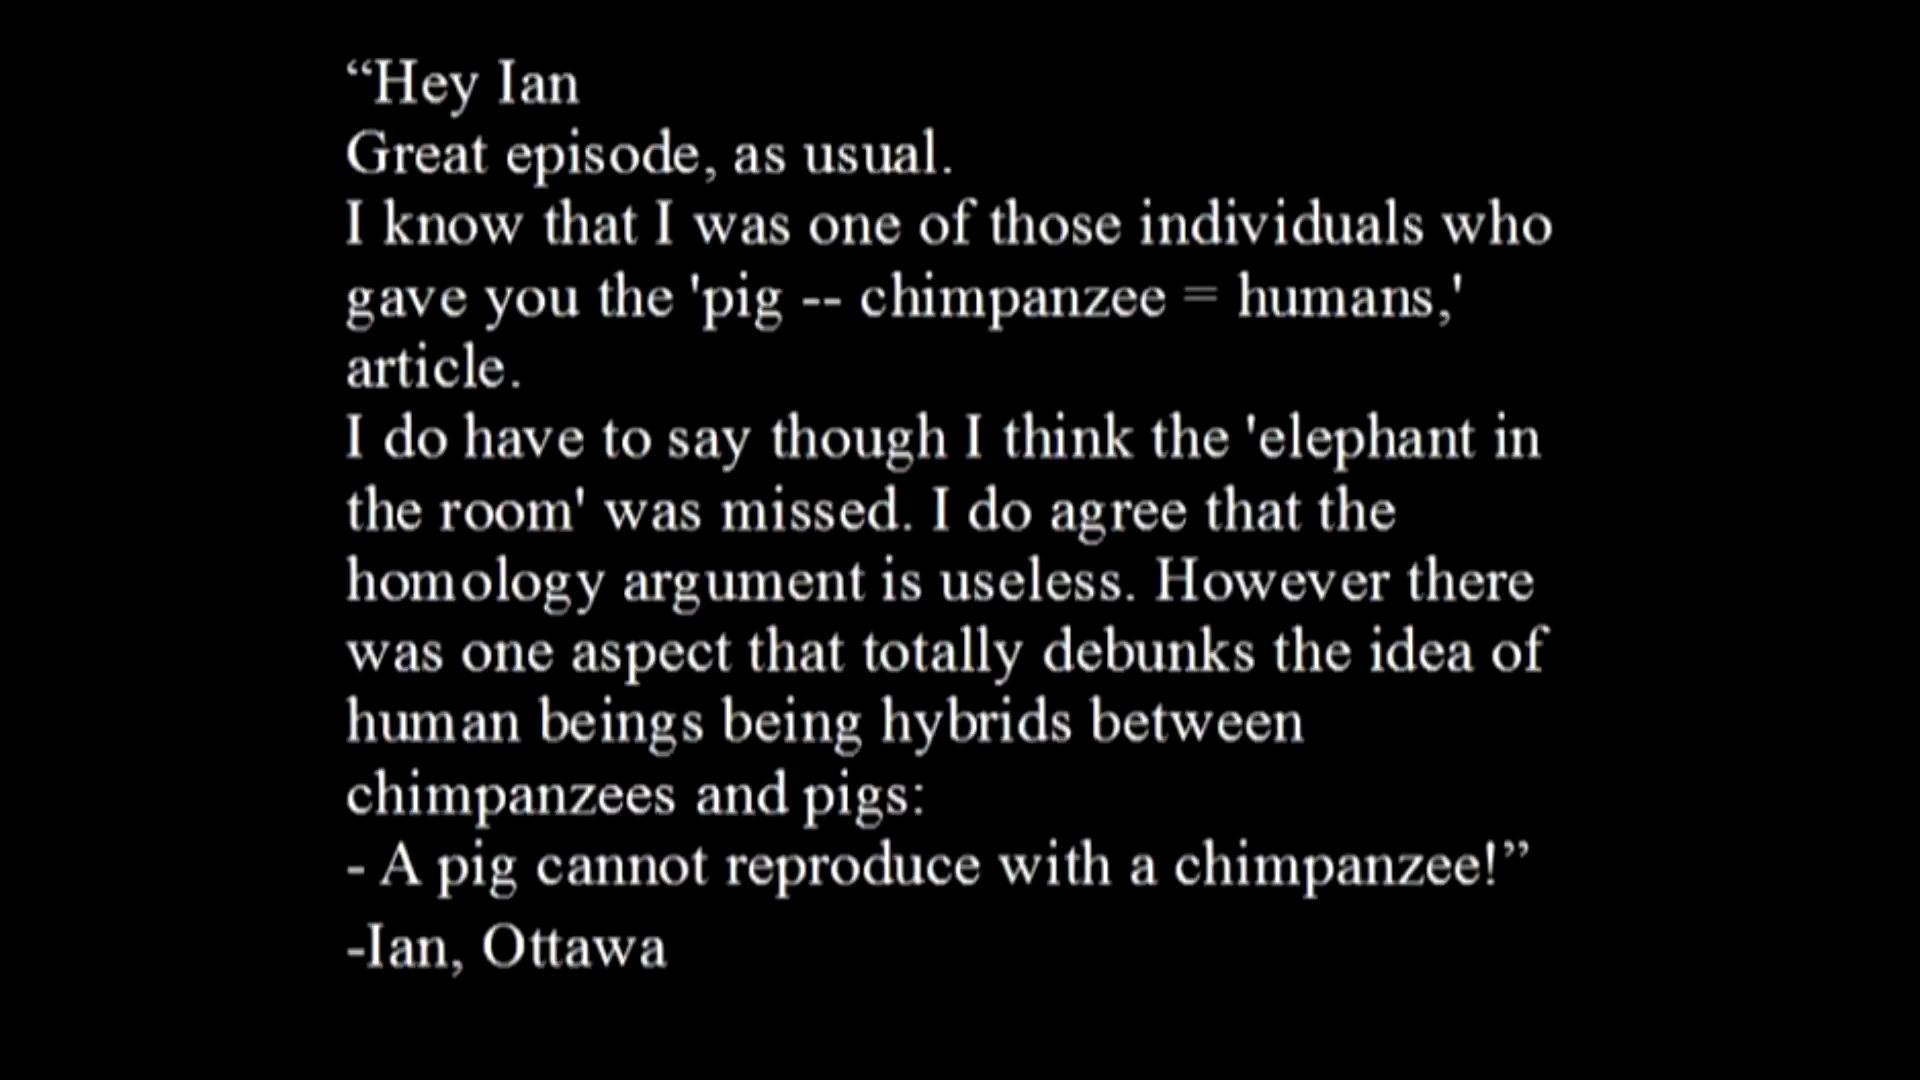 “Hey Ian
Great episode, as usual.
I know that I was one of those individuals who
gave you the 'pig -- chimpanzee = humans,'
article.
I do have to say though I think the 'elephant in
the room' was missed. I do agree that the
homology argument is useless. However there
was one aspect that totally debunks the idea of
human beings being hybrids between
chimpanzees and pigs:
- A pig cannot reproduce with a chimpanzee!”
-Ian, Ottawa